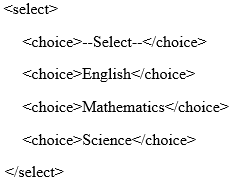 <select>
<choice>--Select--</choice>
<choice>English</choice>
<choice>Mathematics</choice>
<choice>Science</choice>
</select>